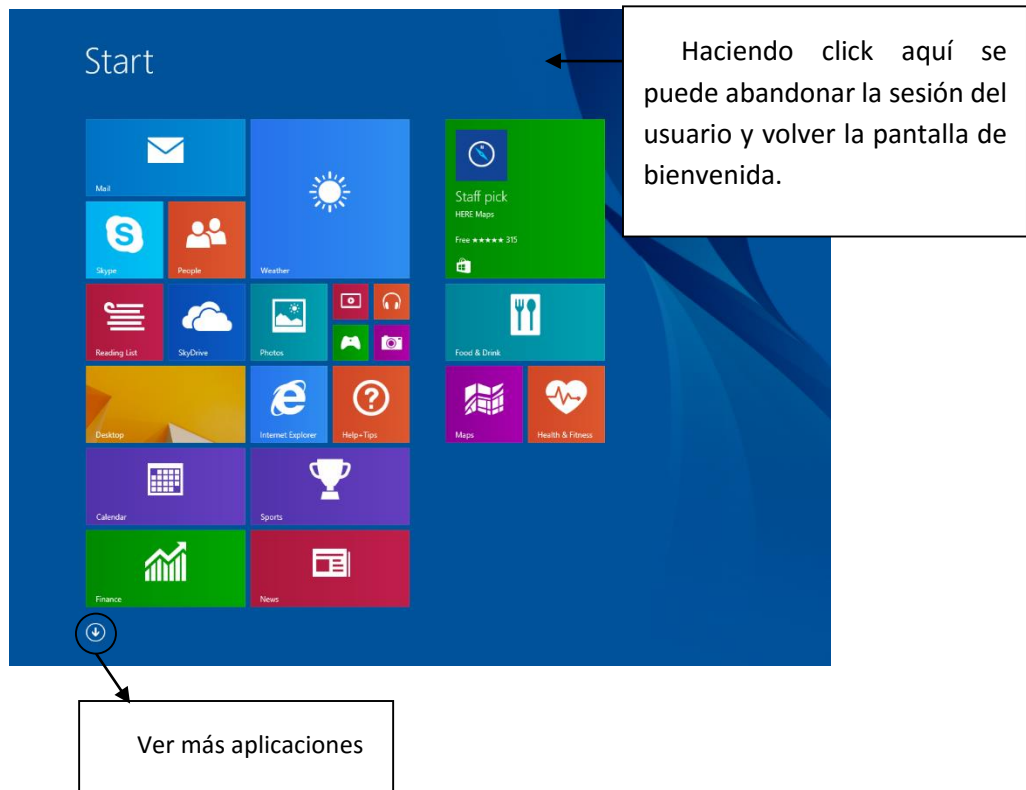 Start
Haciendo click aquí se
puede abandonar la sesión del
usuario y volver la pantalla de
bienvenida.
Mail
Skype
People
Weather
Staff pick
HERE Maps
Free ★★★★★ 315
Reading List
SkyDrive
Photos
Food & Drink
Desktop
Internet Explorer
Help+Tips
Maps
Health & Fitness
Calendar
Sports
Finance
News
Ver más aplicaciones